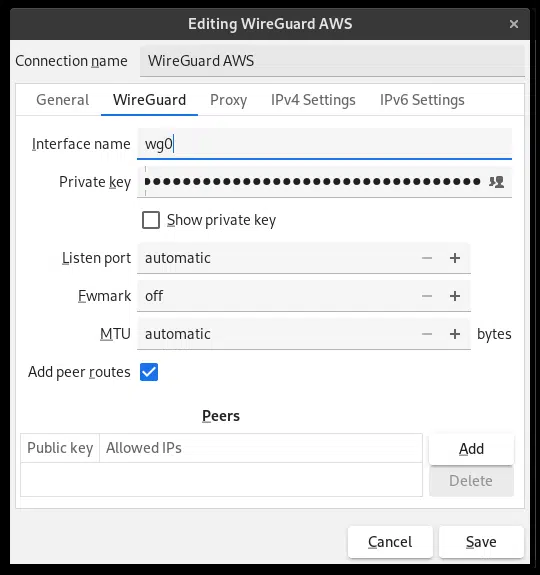 Editing WireGuard AWS
Connection name WireGuard AWS
General WireGuard Proxy IPv4 Settings IPv6 Settings
Interface name wg0
Private key ••••••••••••••••••••••••••••••••••••
Show private key
Listen port automatic
Fwmark off
MTU automatic bytes
Add peer routes
Peers
Public key Allowed IPs Add
Delete
Cancel Save